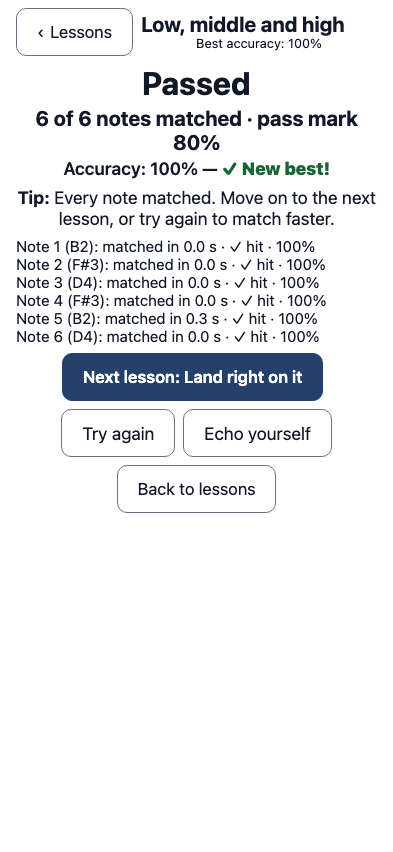 ‹ Lessons
Low, middle and high
Best accuracy: 100%
Passed
6 of 6 notes matched · pass mark
80%
Accuracy: 100% — ✓ New best!
Tip: Every note matched. Move on to the next
lesson, or try again to match faster.
Note 1 (B2): matched in 0.0 s · ✓ hit · 100%
Note 2 (F#3): matched in 0.0 s · ✓ hit · 100%
Note 3 (D4): matched in 0.0 s · ✓ hit · 100%
Note 4 (F#3): matched in 0.0 s · ✓ hit · 100%
Note 5 (B2): matched in 0.3 s · ✓ hit · 100%
Note 6 (D4): matched in 0.0 s · ✓ hit · 100%
Next lesson: Land right on it
Try again
Echo yourself
Back to lessons